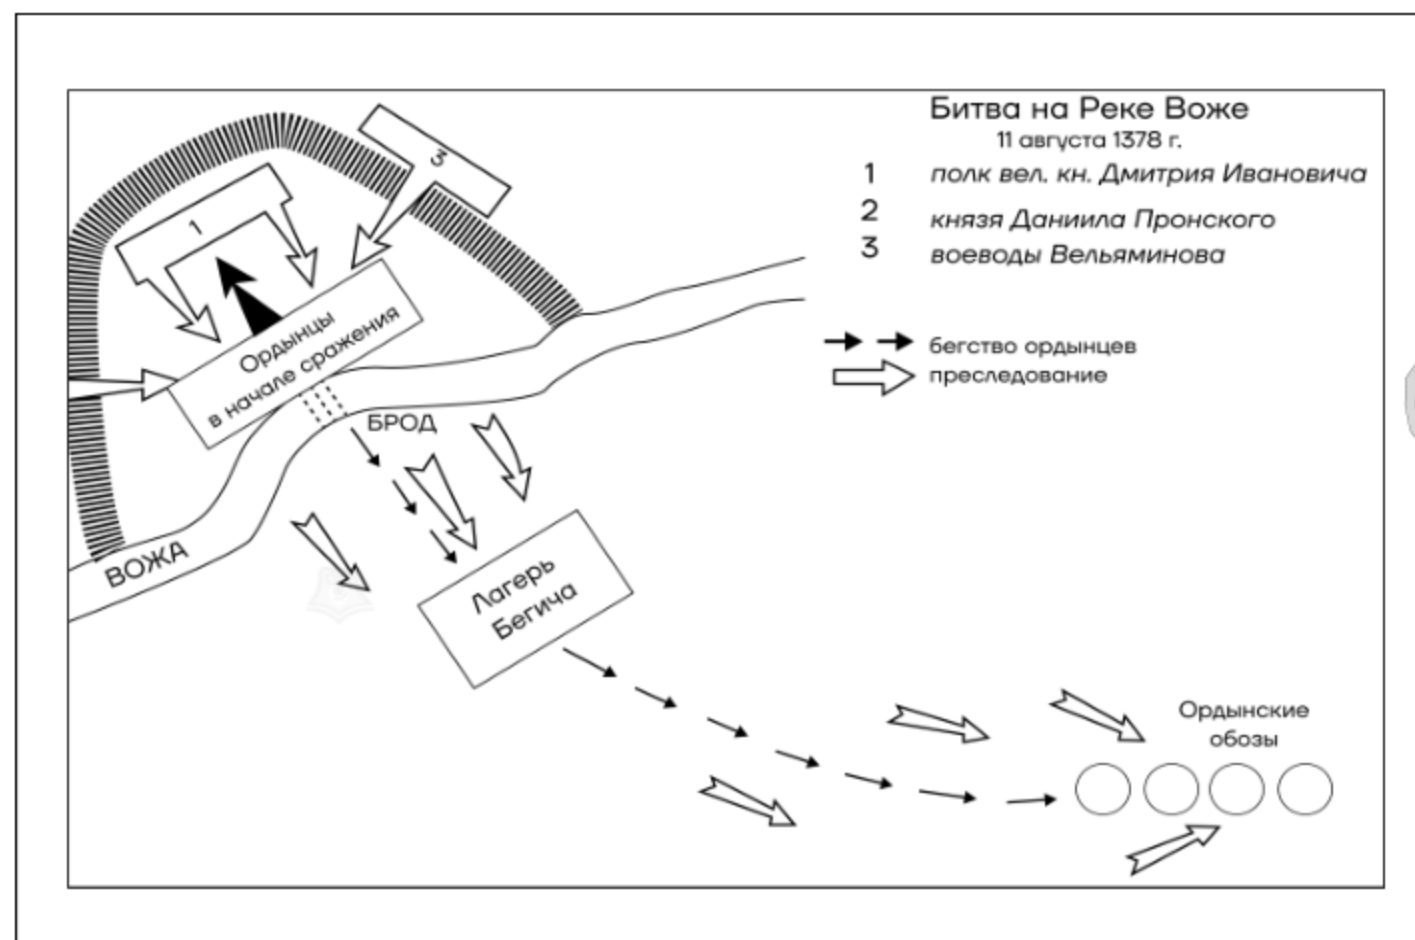 Битва на Реке Воже
11 августа 1378 г.
1 полк вел. кн. Дмитрия Ивановича
2 князя Даниила Пронского
3 воеводы Вельяминова
бегство ордынцев
преследование
3
1
Ордынцы
в начале сражения
БРОД
ВОЖА
Лагерь
Бегича
Ордынские
обозы